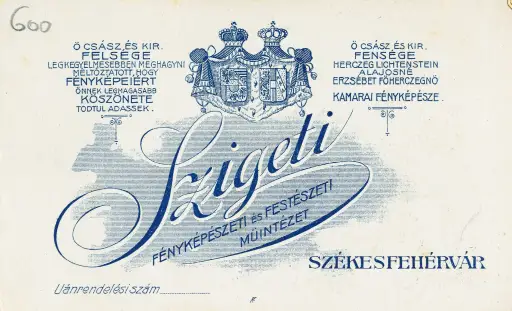 600
Ő CSÁSZ. ÉS KIR.
FELSÉGE
LEGKEGYELMESEBBEN MEGHAGYNI
MÉLTÓZTATOTT, HOGY
FÉNYKÉPEIÉRT
ÖNNEK LEGMAGASABB
KÖSZÖNETE
TODTUL ADASSÉK.
Ő CSÁSZ. ÉS KIR.
FENSÉGE
HERCZEG LICHTENSTEIN
ALAJOSNÉ
ERZSÉBET FŐHERCZEGNŐ
KAMARAI FÉNYKÉPÉSZE.
Szigeti
FÉNYKÉPÉSZETI ÉS FESTÉSZETI
MŰINTÉZET
SZÉKESFEHÉRVÁR
Utánrendelési szám